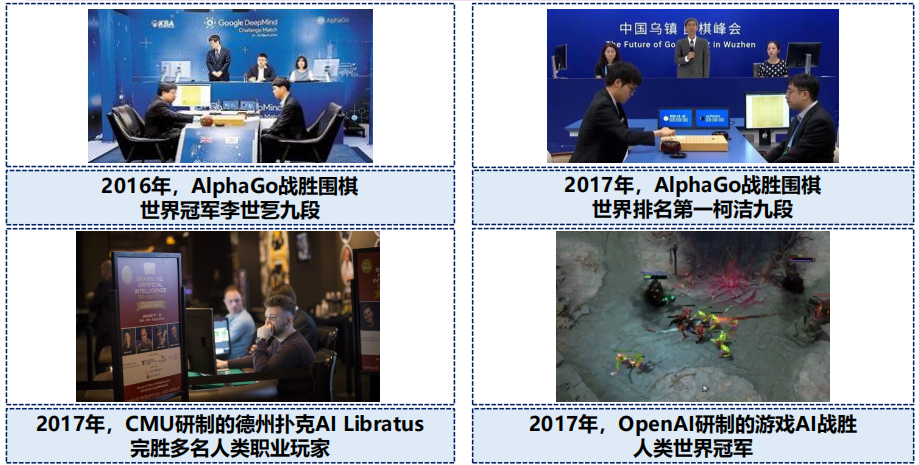 KBA
Google DeepMind
Challenge Match
AlphaGo
2016年，AlphaGo战胜围棋
世界冠军李世乭九段
中国乌镇 围棋峰会
The Future of Go Summit in Wuzhen
2017年，AlphaGo战胜围棋
世界排名第一柯洁九段
2017年，CMU研制的德州扑克AI Libratus
完胜多名人类职业玩家
2017年，OpenAI研制的游戏AI战胜
人类世界冠军